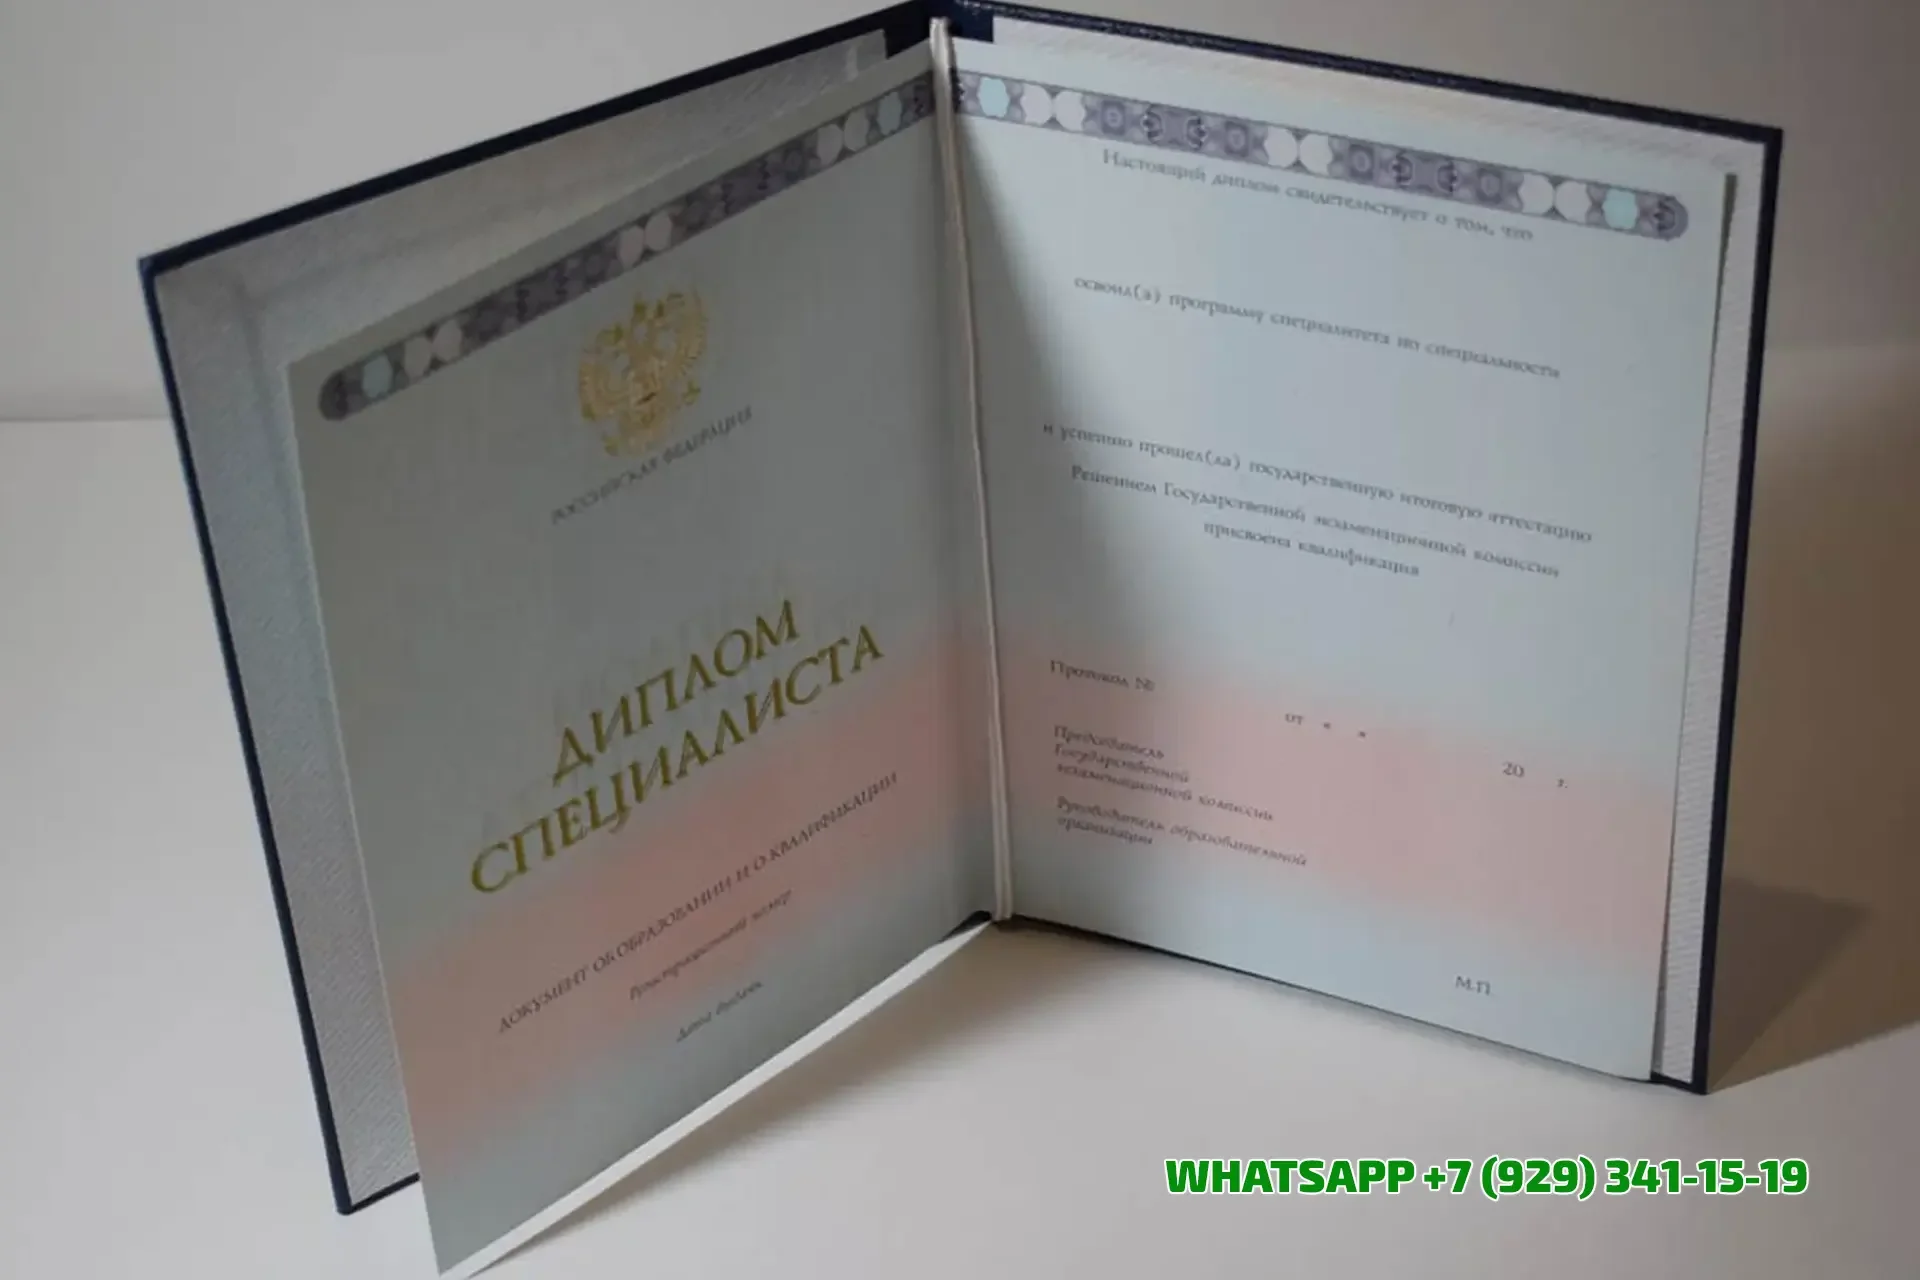 РОССИЙСКАЯ ФЕДЕРАЦИЯ
ДИПЛОМ
СПЕЦИАЛИСТА
ДОКУМЕНТ ОБ ОБРАЗОВАНИИ И О КВАЛИФИКАЦИИ
Регистрационный номер
Дата выдачи
Настоящий диплом свидетельствует о том, что
освоил(а) программу специалитета по специальности
и успешно прошел(ла) государственную итоговую аттестацию
Решением Государственной экзаменационной комиссии
присвоена квалификация
Протокол №
от « » 20 г.
Председатель
Государственной
экзаменационной комиссии
Руководитель образовательной
организации
М.П.
WHATSAPP +7 (929) 341-15-19